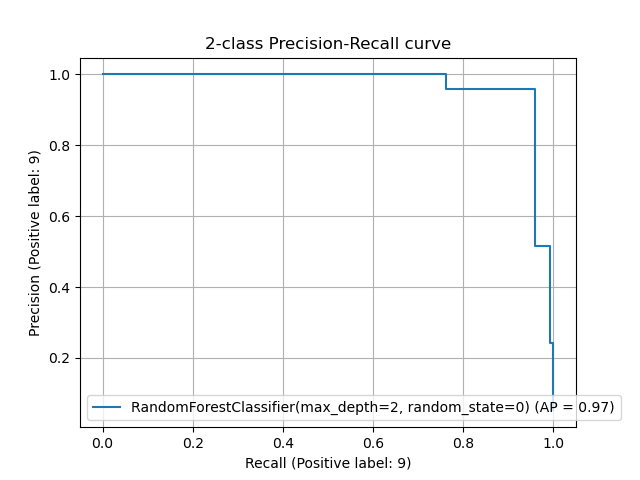 2-class Precision-Recall curve
1.0
0.8
0.6
0.4
0.2
Precision (Positive label: 9)
RandomForestClassifier(max_depth=2, random_state=0) (AP = 0.97)
0.0
0.2
0.4
0.6
0.8
1.0
Recall (Positive label: 9)